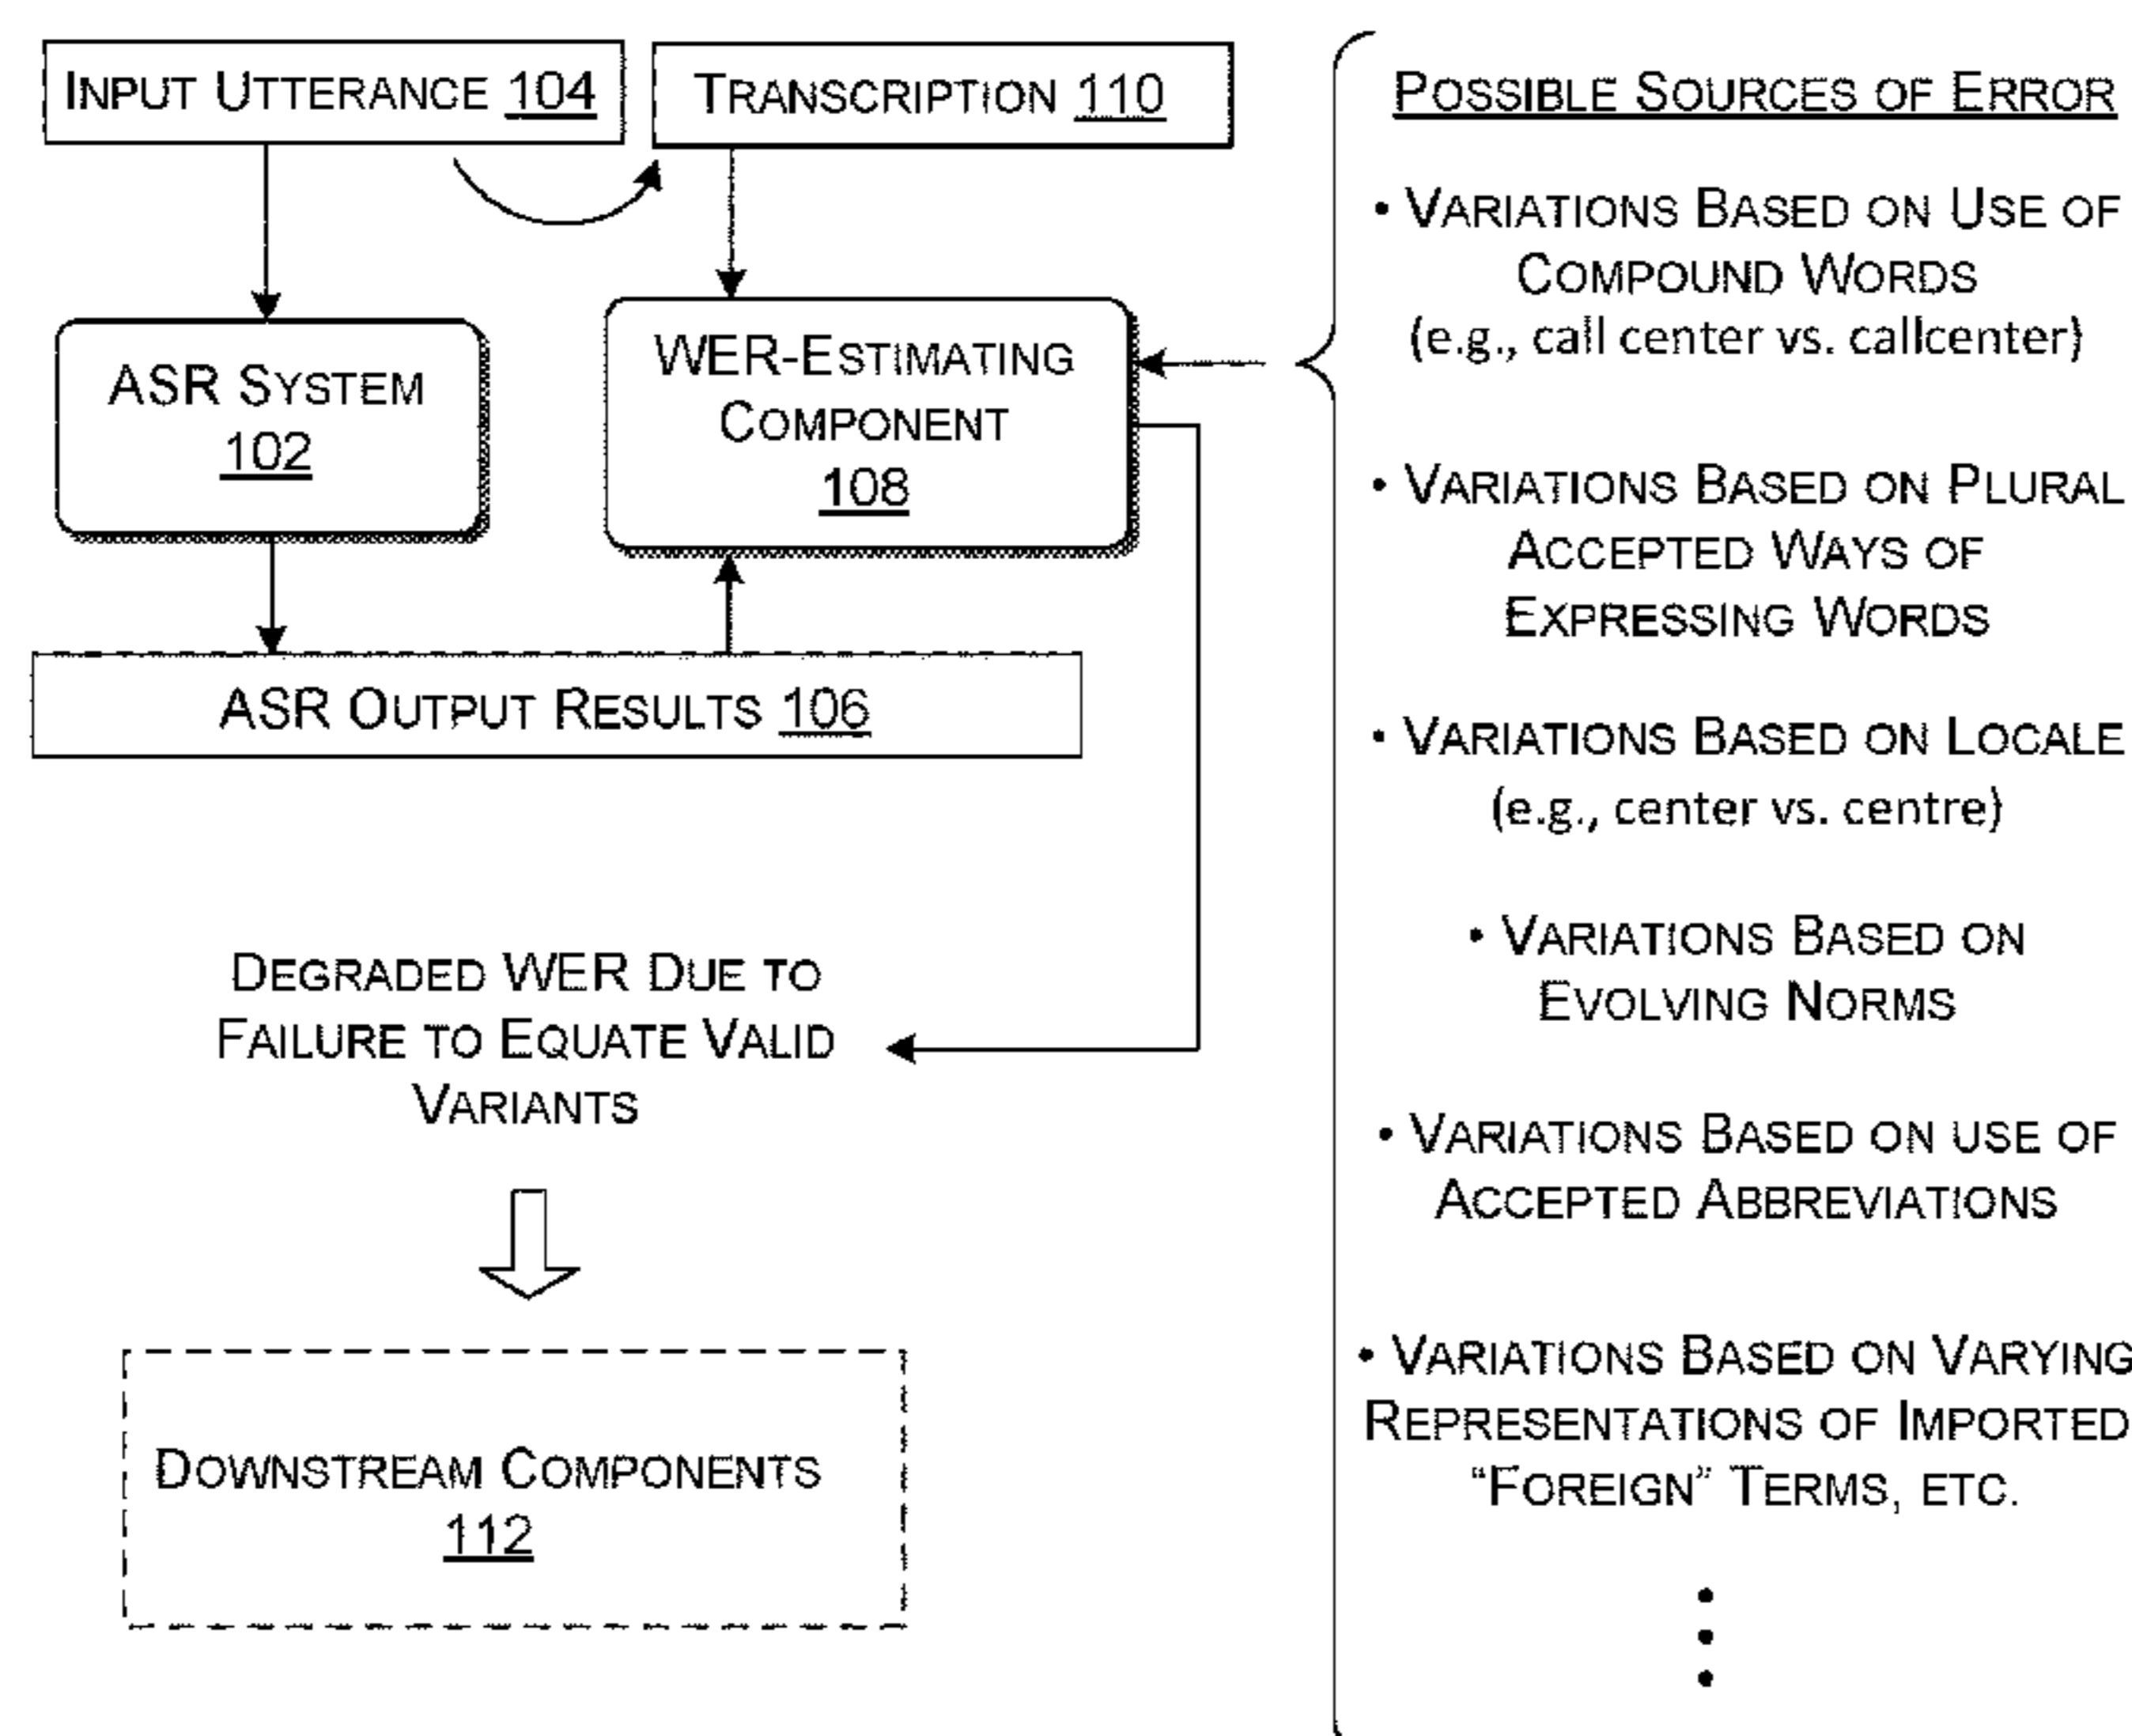 INPUT UTTERANCE 104
TRANSCRIPTION 110
ASR SYSTEM
102
WER-ESTIMATING
COMPONENT
108
ASR OUTPUT RESULTS 106
DEGRADED WER DUE TO
FAILURE TO EQUATE VALID
VARIANTS
DOWNSTREAM COMPONENTS
112
POSSIBLE SOURCES OF ERROR
• VARIATIONS BASED ON USE OF
COMPOUND WORDS
(e.g., call center vs. callcenter)
• VARIATIONS BASED ON PLURAL
ACCEPTED WAYS OF
EXPRESSING WORDS
• VARIATIONS BASED ON LOCALE
(e.g., center vs. centre)
• VARIATIONS BASED ON
EVOLVING NORMS
• VARIATIONS BASED ON USE OF
ACCEPTED ABBREVIATIONS
• VARIATIONS BASED ON VARYING
REPRESENTATIONS OF IMPORTED
“FOREIGN” TERMS, ETC.